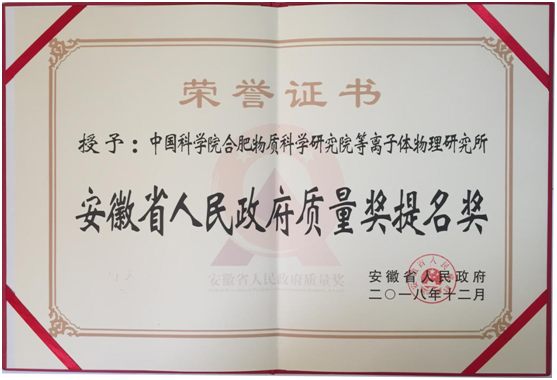 荣誉证书
授予：中国科学院合肥物质科学研究院等离子体物理研究所
安徽省人民政府质量奖提名奖
安徽省人民政府质量奖
安徽省人民政府
二〇一八年十二月